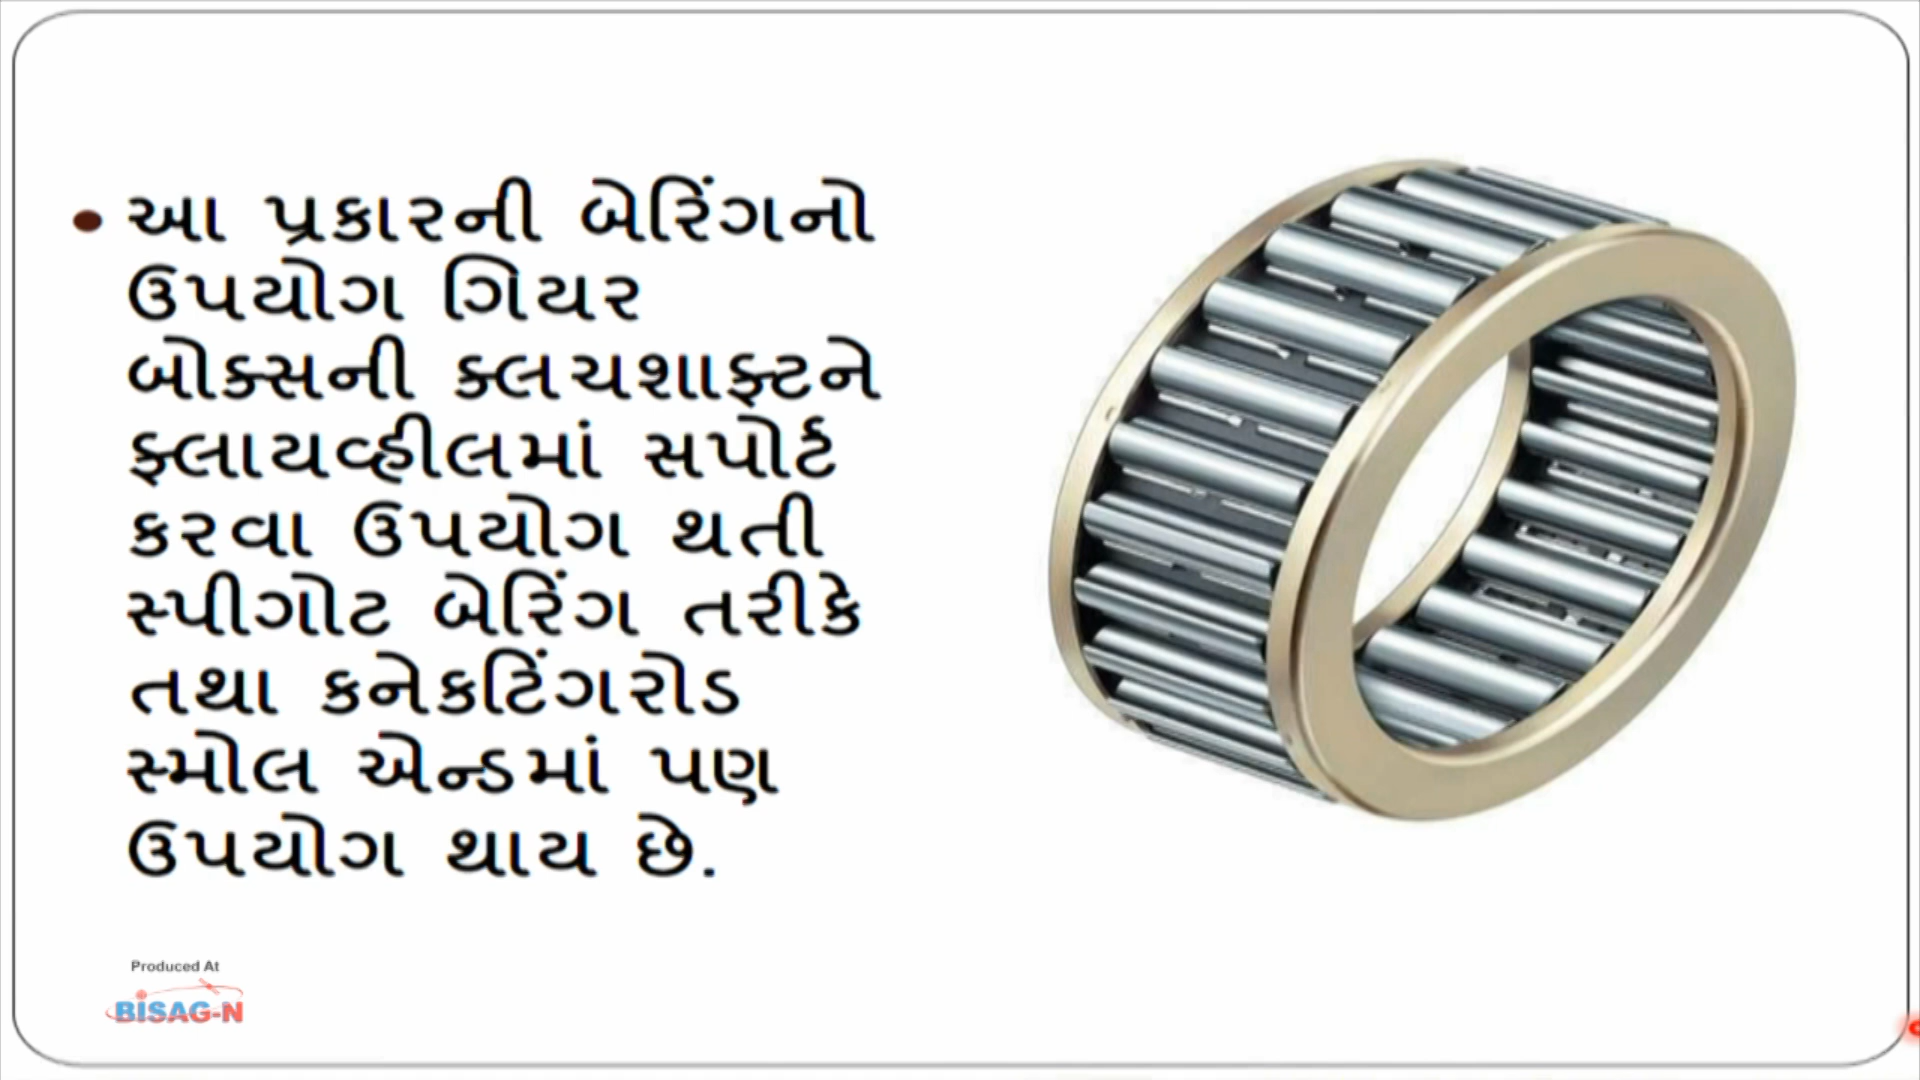 • આ પ્રકારની બેરિંગનો
ઉપયોગ ગિયર
બોક્સની ક્લચશાફ્ટને
ફ્લાયવ્હીલમાં સપોર્ટ
કરવા ઉપયોગ થતી
સ્પીગોટ બેરિંગ તરીકે
તથા કનેકટિંગરોડ
સ્મોલ એન્ડમાં પણ
ઉપયોગ થાય છે.
Produced At
BISAG-N